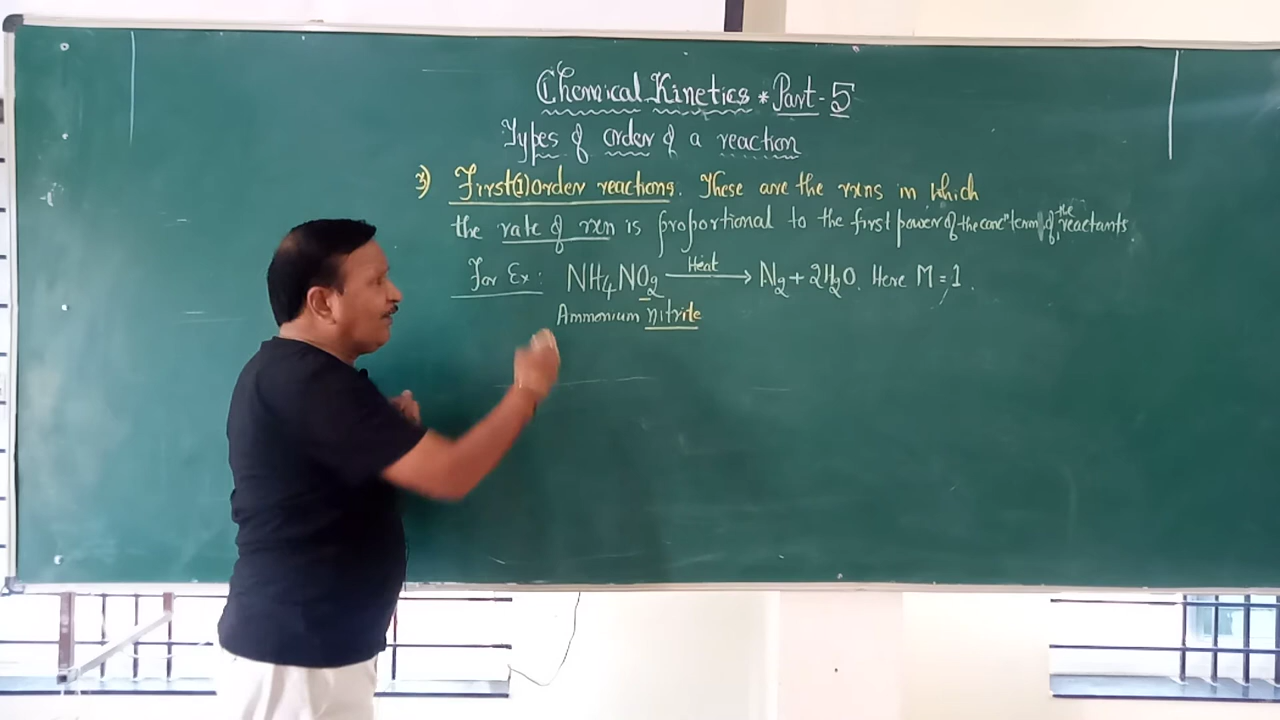 Chemical Kinetics * Part - 5
Types of order of a reaction
3) First(1) Order reactions. These are the rxns in which
the rate of rxn is proportional to the first power of the concⁿ term of the reactants.
For Ex: NH₄NO₂ Heat → N₂ + 2H₂O. Here M = 1.
Ammonium nitrite